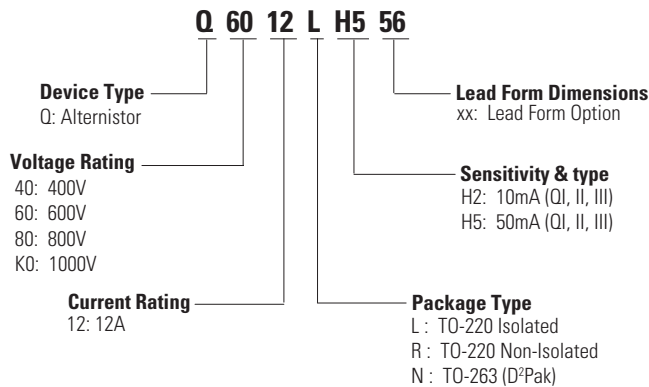 Q 60 12 L H5 56
Device Type
Q: Alternistor
Voltage Rating
40: 400V
60: 600V
80: 800V
K0: 1000V
Current Rating
12: 12A
Lead Form Dimensions
xx: Lead Form Option
Sensitivity & type
H2: 10mA (QI, II, III)
H5: 50mA (QI, II, III)
Package Type
L : TO-220 Isolated
R : TO-220 Non-Isolated
N : TO-263 (D²Pak)